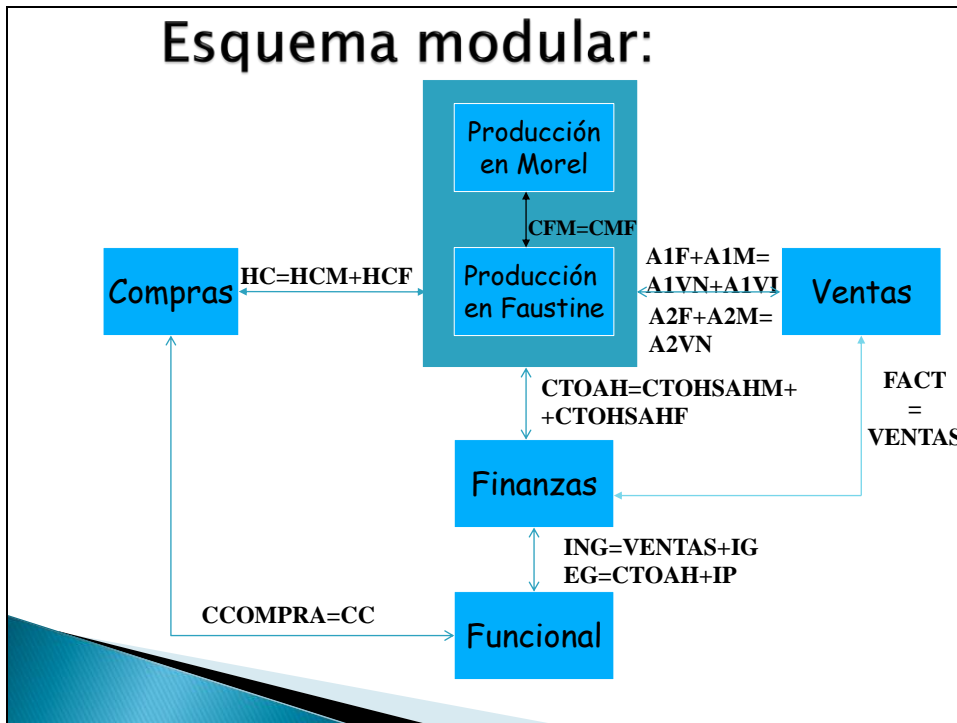 Esquema modular:
Producción
en Morel
CFM=CMF
Producción
en Faustine
Compras
HC=HCM+HCF
A1F+A1M=
A1VN+A1VI
A2F+A2M=
A2VN
Ventas
CTOAH=CTOHSAHM+
+CTOHSAHF
FACT
=
VENTAS
Finanzas
ING=VENTAS+IG
EG=CTOAH+IP
CCOMPRA=CC
Funcional